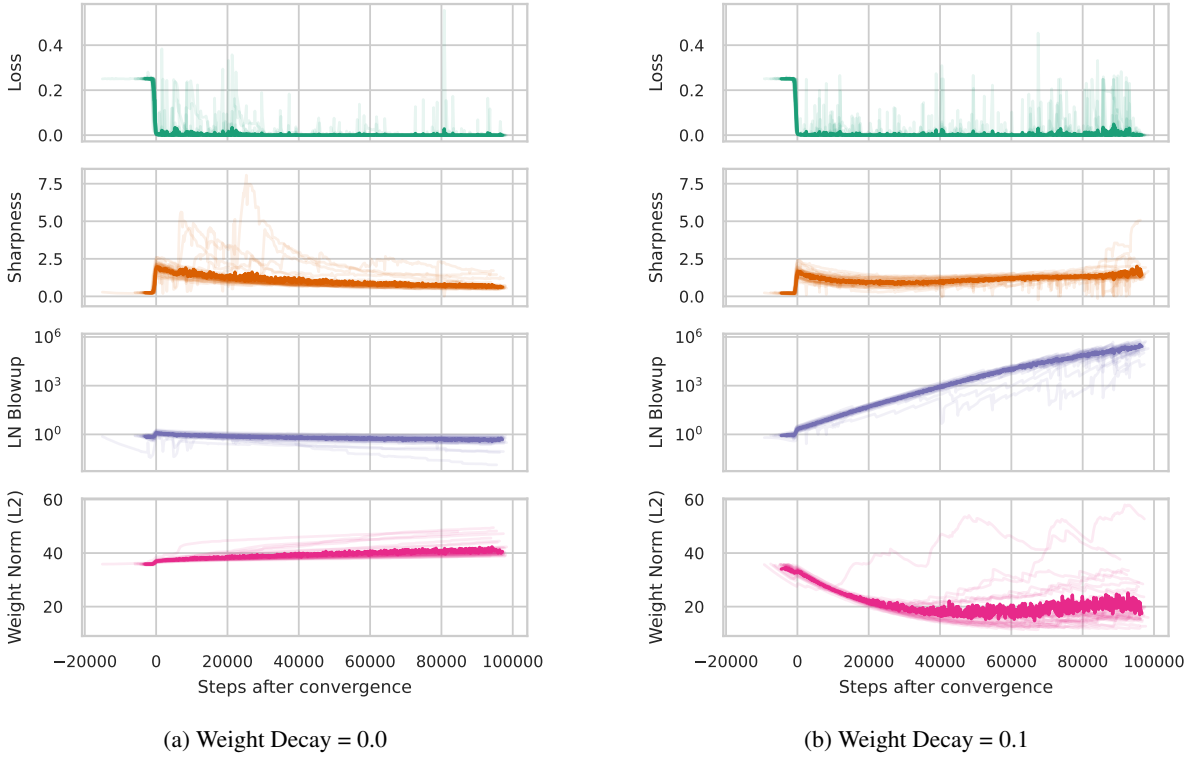 Loss
0.4
0.2
0.0
Sharpness
7.5
5.0
2.5
0.0
LN Blowup
10^6
10^3
10^0
Weight Norm (L2)
60
40
20
−20000 0 20000 40000 60000 80000 100000
Steps after convergence
(a) Weight Decay = 0.0
Loss
0.4
0.2
0.0
Sharpness
7.5
5.0
2.5
0.0
LN Blowup
10^6
10^3
10^0
Weight Norm (L2)
60
40
20
−20000 0 20000 40000 60000 80000 100000
Steps after convergence
(b) Weight Decay = 0.1